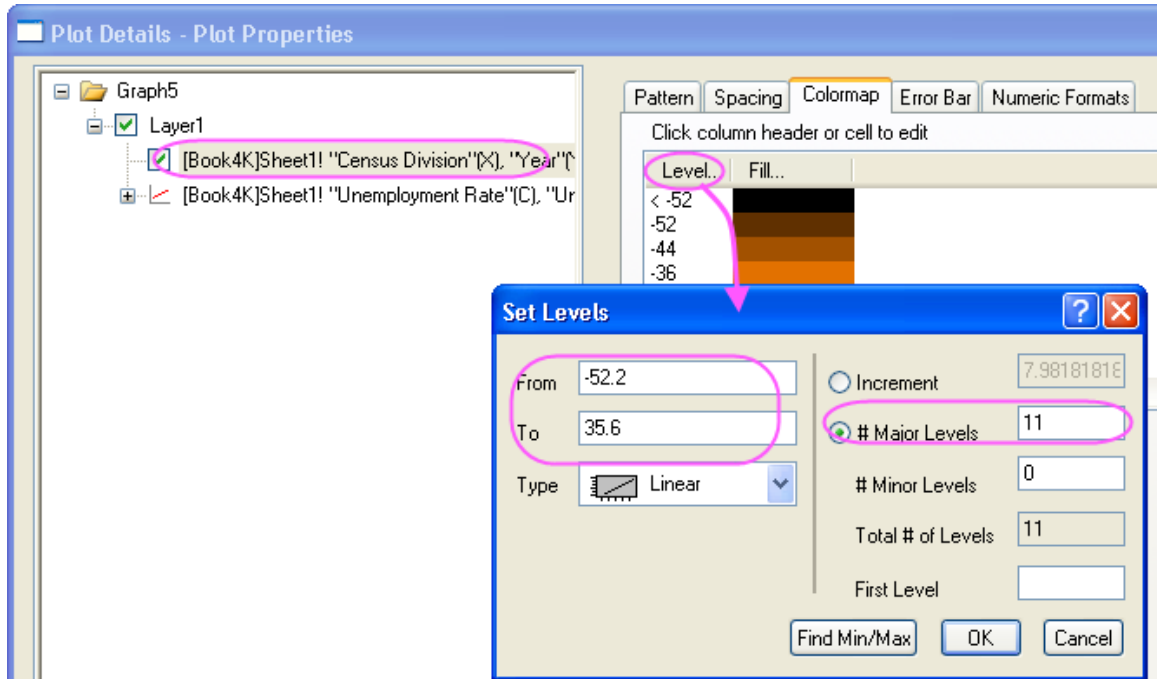 Plot Details - Plot Properties
Graph5
Layer1
[Book4K]Sheet1! "Census Division"(X), "Year"(
[Book4K]Sheet1! "Unemployment Rate"(C), "Ur
Pattern Spacing Colormap Error Bar Numeric Formats
Click column header or cell to edit
Level.. Fill...
< -52
-52
-44
-36
Set Levels
From -52.2
To 35.6
Type Linear
Increment 7.98181818
# Major Levels 11
# Minor Levels 0
Total # of Levels 11
First Level
Find Min/Max OK Cancel